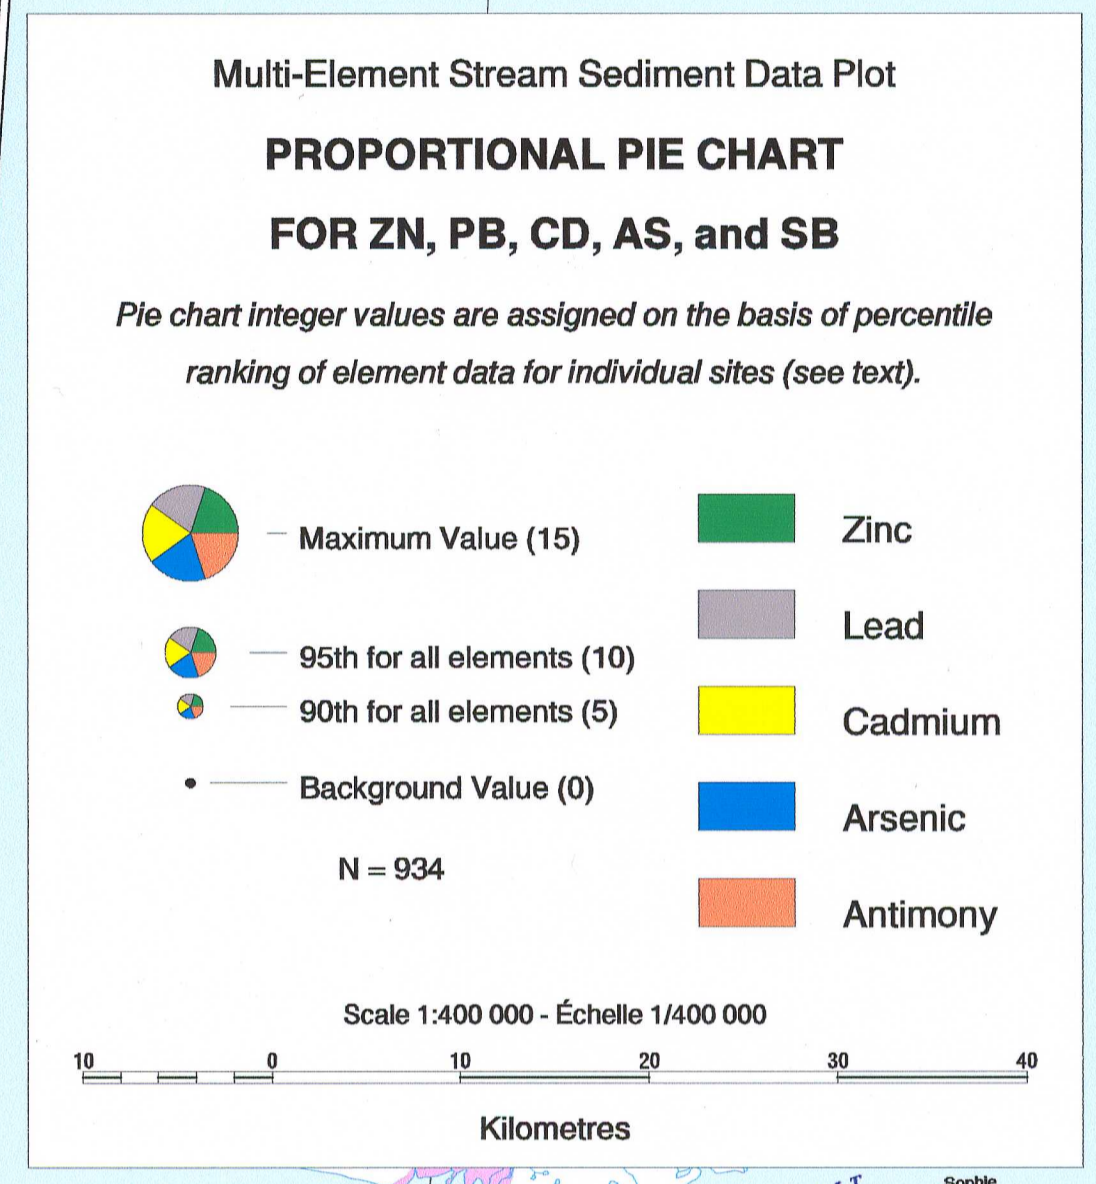 Multi-Element Stream Sediment Data Plot
PROPORTIONAL PIE CHART
FOR ZN, PB, CD, AS, and SB
Pie chart integer values are assigned on the basis of percentile
ranking of element data for individual sites (see text).
Maximum Value (15)
95th for all elements (10)
90th for all elements (5)
Background Value (0)
N = 934
Zinc
Lead
Cadmium
Arsenic
Antimony
Scale 1:400 000 - Échelle 1/400 000
10 0 10 20 30 40
Kilometres
Sophie